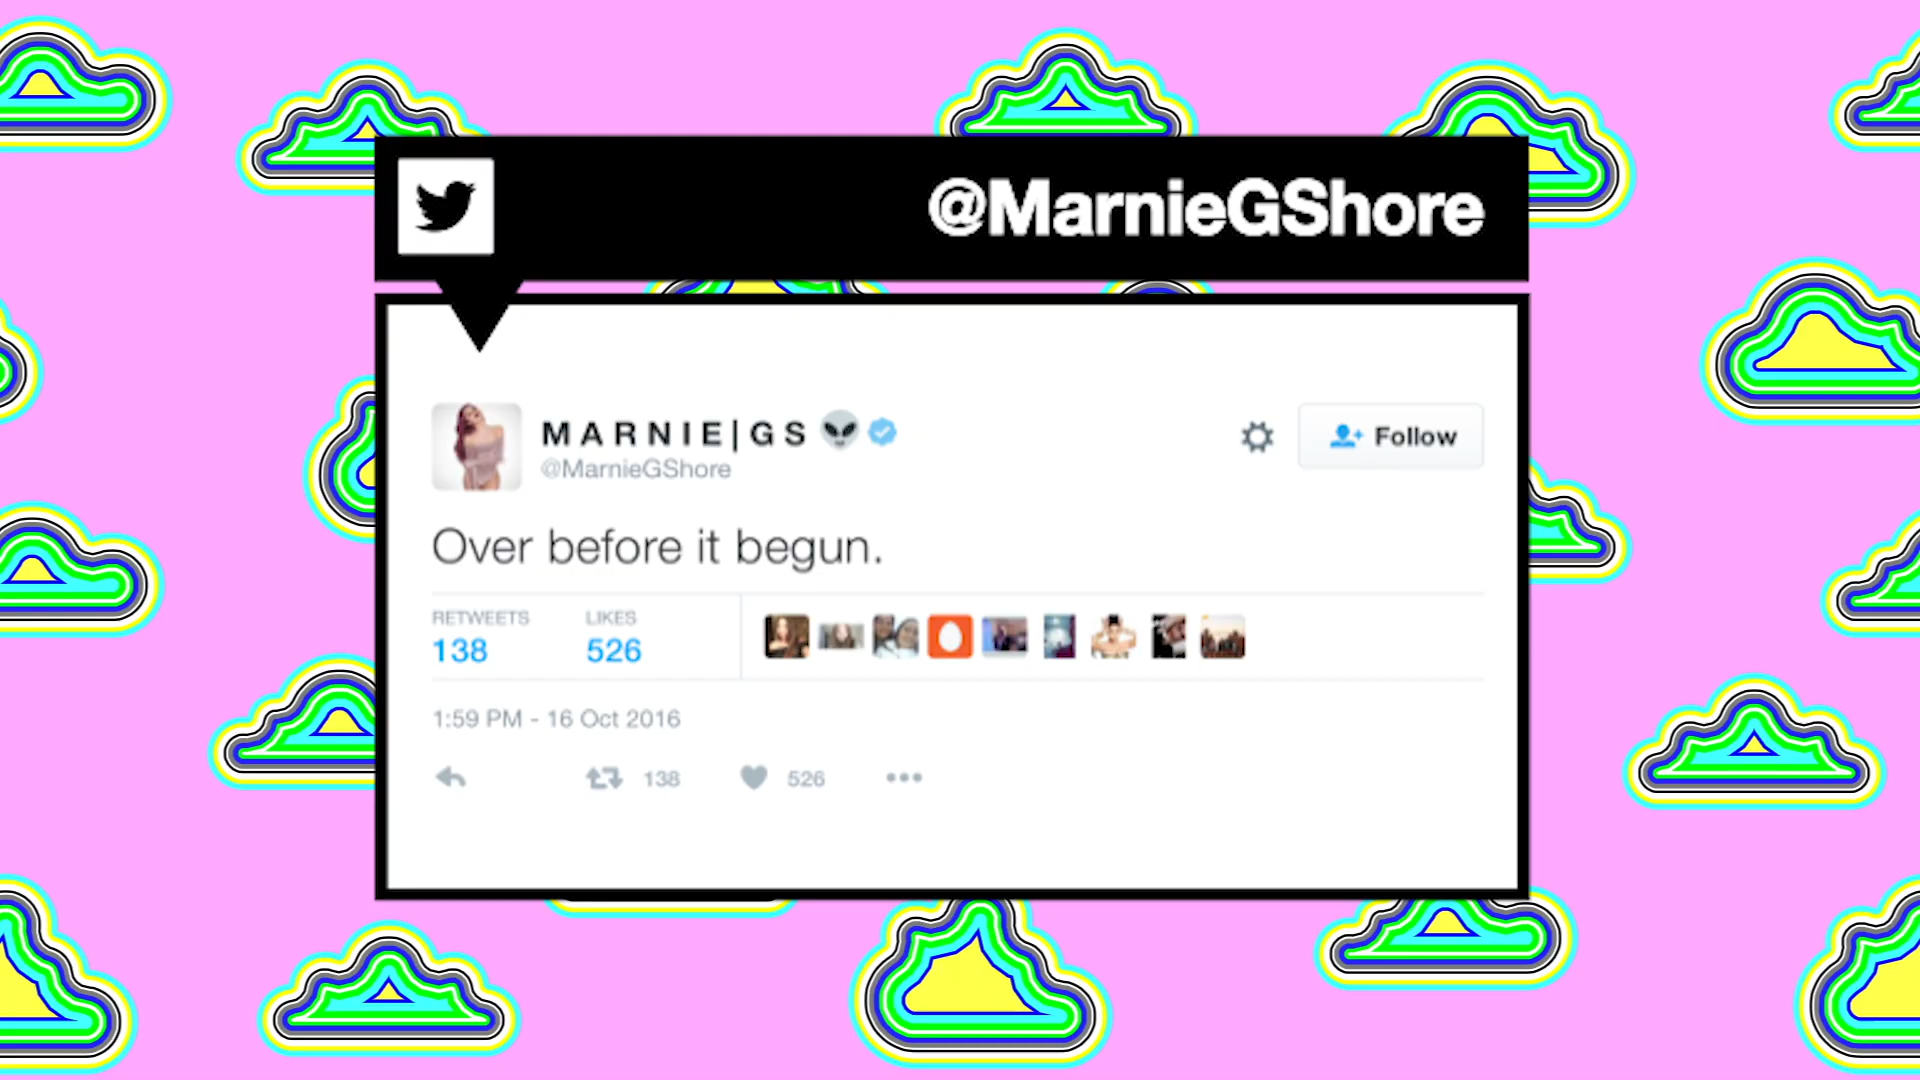 @MarnieGShore
MARNIE|GS
@MarnieGShore
Follow
Over before it begun.
RETWEETS LIKES
138 526
1:59 PM - 16 Oct 2016
138 526